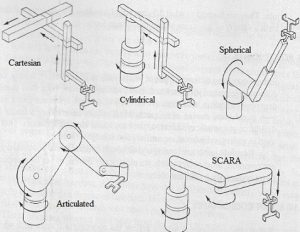 Cartesian
Cylindrical
Spherical
Articulated
SCARA